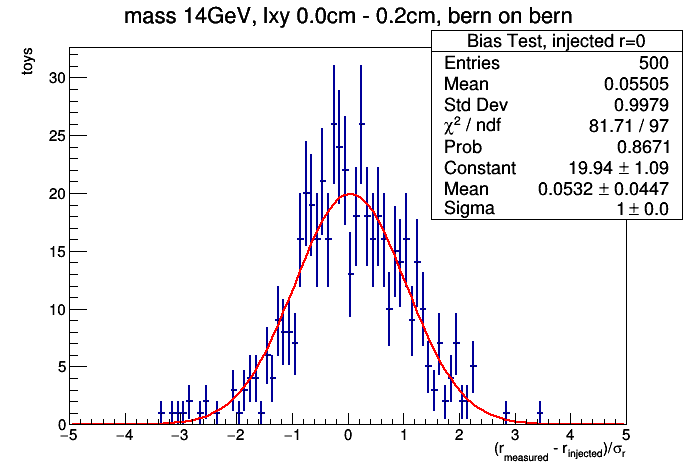 mass 14GeV, lxy 0.0cm - 0.2cm, bern on bern
Bias Test, injected r=0
Entries 500
Mean 0.05505
Std Dev 0.9979
χ² / ndf 81.71 / 97
Prob 0.8671
Constant 19.94 ± 1.09
Mean 0.0532 ± 0.0447
Sigma 1 ± 0.0
toys
30
25
20
15
10
5
0
−5 −4 −3 −2 −1 0 1 2 3 4 5
(r_measured - r_injected)/σ_r